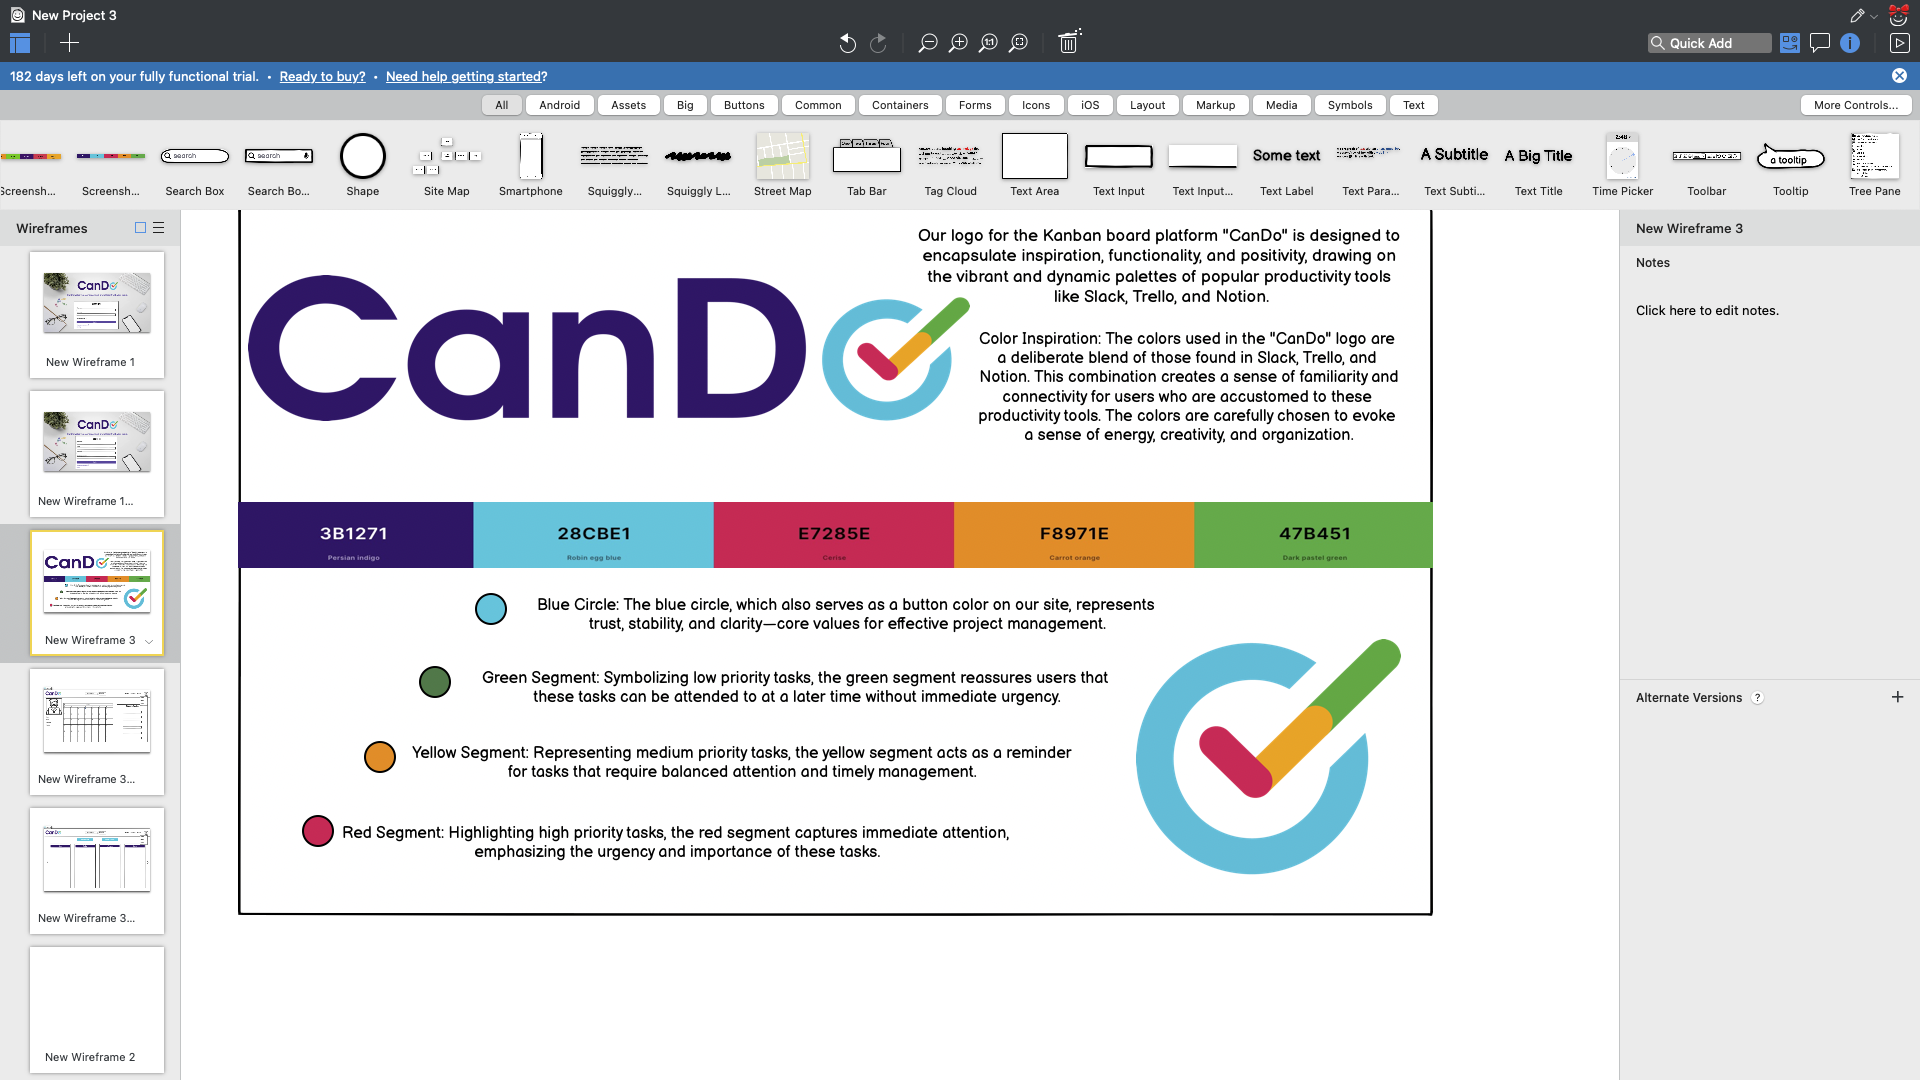 New Project 3
Quick Add
182 days left on your fully functional trial. • Ready to buy? • Need help getting started?
All Android Assets Big Buttons Common Containers Forms Icons iOS Layout Markup Media Symbols Text More Controls...
search search Some text A Subtitle A Big Title a tooltip
Screensh... Screensh... Search Box Search Bo... Shape Site Map Smartphone Squiggly... Squiggly L... Street Map Tab Bar Tag Cloud Text Area Text Input Text Input... Text Label Text Para... Text Subti... Text Title Time Picker Toolbar Tooltip Tree Pane
Wireframes
CanDo
New Wireframe 1
CanDo
New Wireframe 1...
CanDo
New Wireframe 3
CanDo
New Wireframe 3...
CanDo
New Wireframe 3...
New Wireframe 2
CanD
Our logo for the Kanban board platform "CanDo" is designed to
encapsulate inspiration, functionality, and positivity, drawing on
the vibrant and dynamic palettes of popular productivity tools
like Slack, Trello, and Notion.
Color Inspiration: The colors used in the "CanDo" logo are
a deliberate blend of those found in Slack, Trello, and
Notion. This combination creates a sense of familiarity and
connectivity for users who are accustomed to these
productivity tools. The colors are carefully chosen to evoke
a sense of energy, creativity, and organization.
3B1271 28CBE1 E7285E F8971E 47B451
Persian indigo Robin egg blue Cerise Carrot orange Dark pastel green
Blue Circle: The blue circle, which also serves as a button color on our site, represents
trust, stability, and clarity—core values for effective project management.
Green Segment: Symbolizing low priority tasks, the green segment reassures users that
these tasks can be attended to at a later time without immediate urgency.
Yellow Segment: Representing medium priority tasks, the yellow segment acts as a reminder
for tasks that require balanced attention and timely management.
Red Segment: Highlighting high priority tasks, the red segment captures immediate attention,
emphasizing the urgency and importance of these tasks.
New Wireframe 3
Notes
Click here to edit notes.
Alternate Versions ?